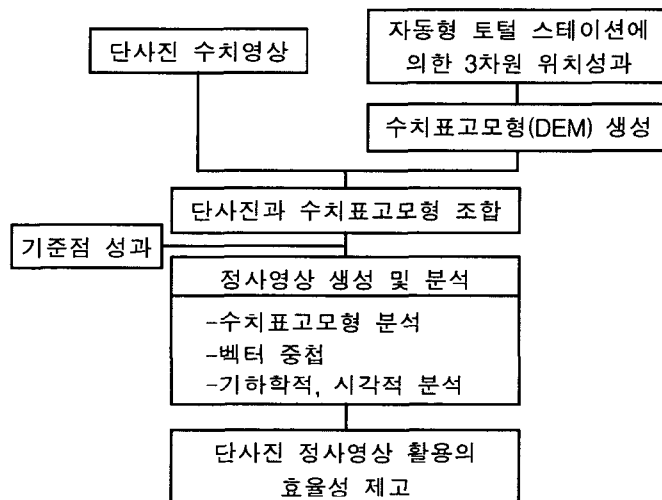 단사진 수치영상
자동형 토털 스테이션에
의한 3차원 위치성과
수치표고모형(DEM) 생성
단사진과 수치표고모형 조합
기준점 성과
정사영상 생성 및 분석
-수치표고모형 분석
-벡터 중첩
-기하학적, 시각적 분석
단사진 정사영상 활용의
효율성 제고